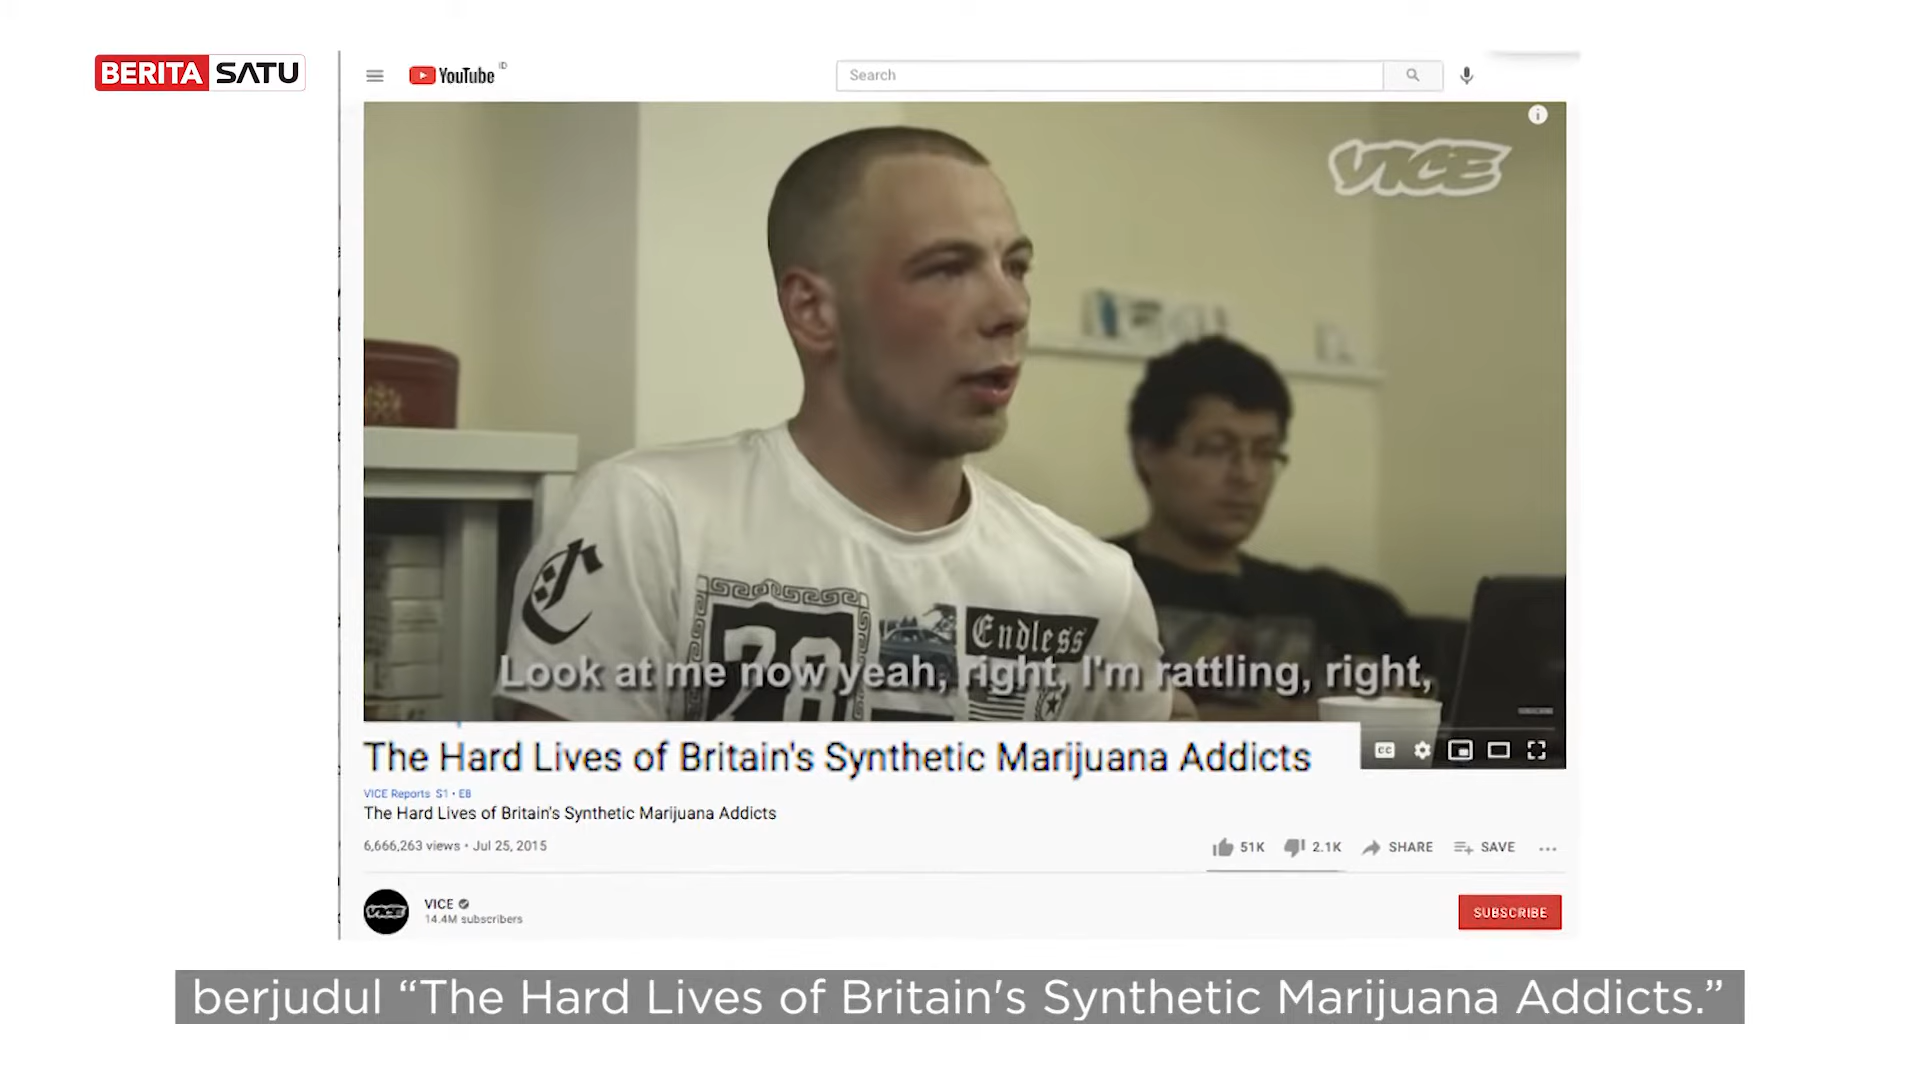 BERITA SATU
YouTube ID
Search
VICE
Endless
28
Look at me now yeah, right, I'm rattling, right,
The Hard Lives of Britain's Synthetic Marijuana Addicts
VICE Reports S1 • E8
The Hard Lives of Britain's Synthetic Marijuana Addicts
6,666,263 views • Jul 25, 2015
51K 2.1K SHARE SAVE
VICE
VICE
14.4M subscribers
SUBSCRIBE
berjudul “The Hard Lives of Britain's Synthetic Marijuana Addicts.”